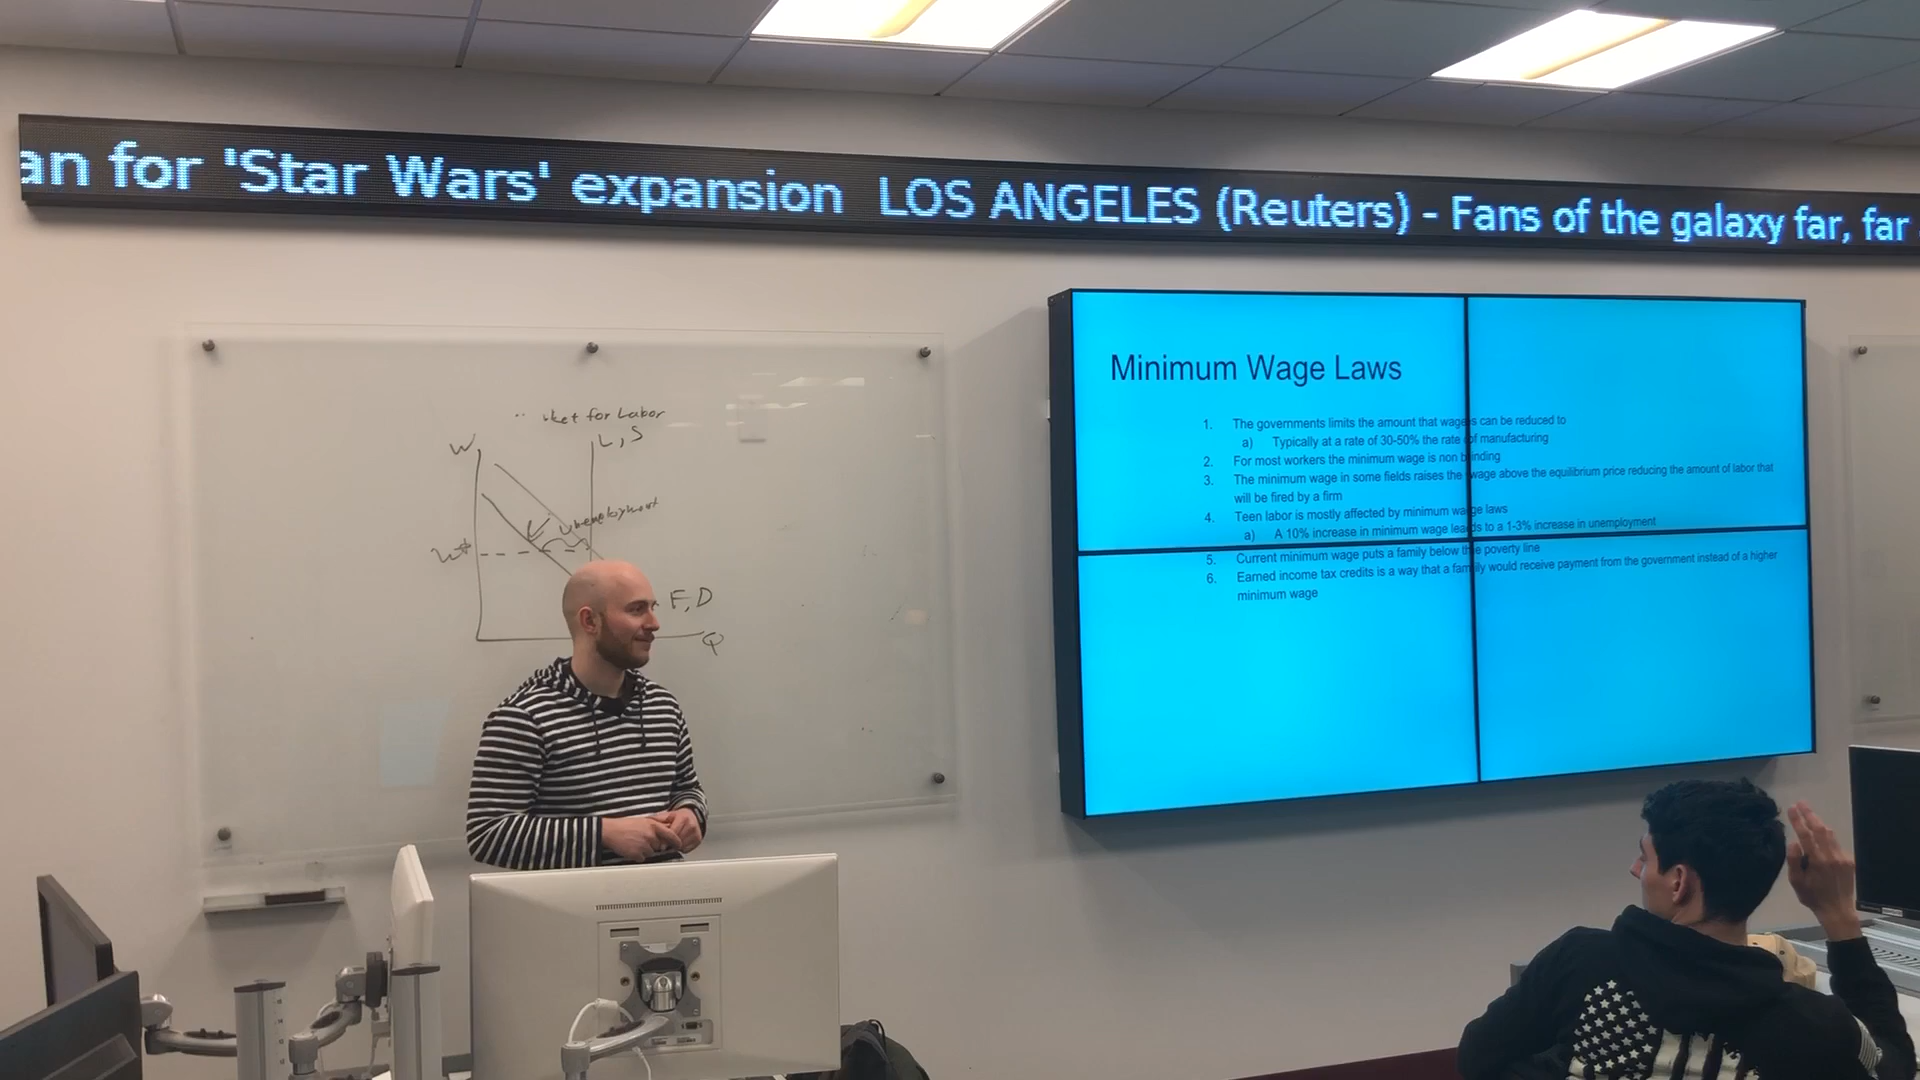 an for 'Star Wars' expansion LOS ANGELES (Reuters) - Fans of the galaxy far, far
ket for Labor
W
L, S
Unemployment
W*
F, D
Q
Minimum Wage Laws
1. The governments limits the amount that wages can be reduced to
a) Typically at a rate of 30-50% the rate of manufacturing
2. For most workers the minimum wage is non binding
3. The minimum wage in some fields raises the wage above the equilibrium price reducing the amount of labor that
will be fired by a firm
4. Teen labor is mostly affected by minimum wage laws
a) A 10% increase in minimum wage leads to a 1-3% increase in unemployment
5. Current minimum wage puts a family below the poverty line
6. Earned income tax credits is a way that a family would receive payment from the government instead of a higher
minimum wage